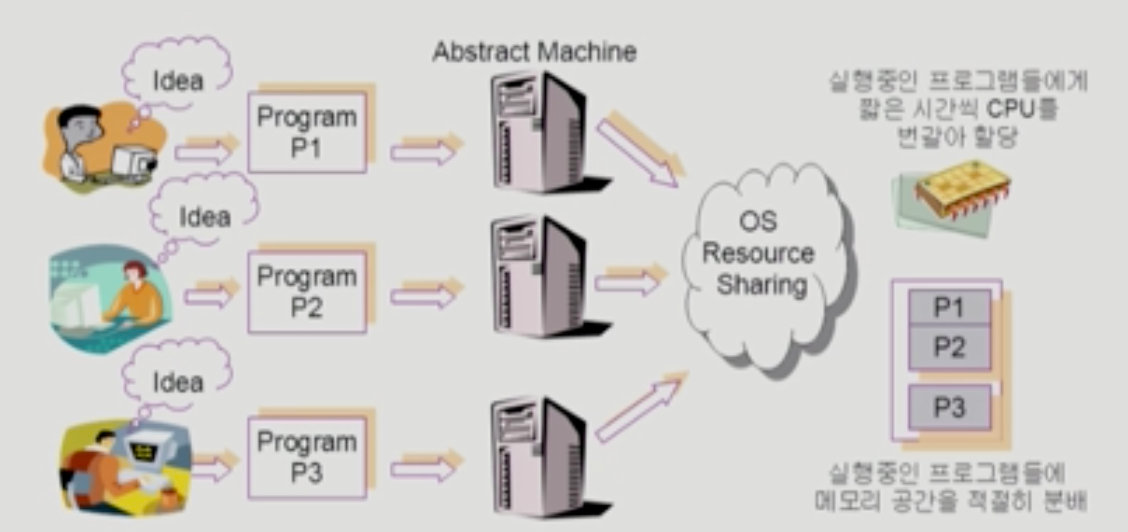 Abstract Machine
Idea
Program
P1
실행중인 프로그램들에게
짧은 시간씩 CPU를
번갈아 할당
Idea
Program
P2
OS
Resource
Sharing
P1
P2
P3
Idea
Program
P3
실행중인 프로그램들에
메모리 공간을 적절히 분배